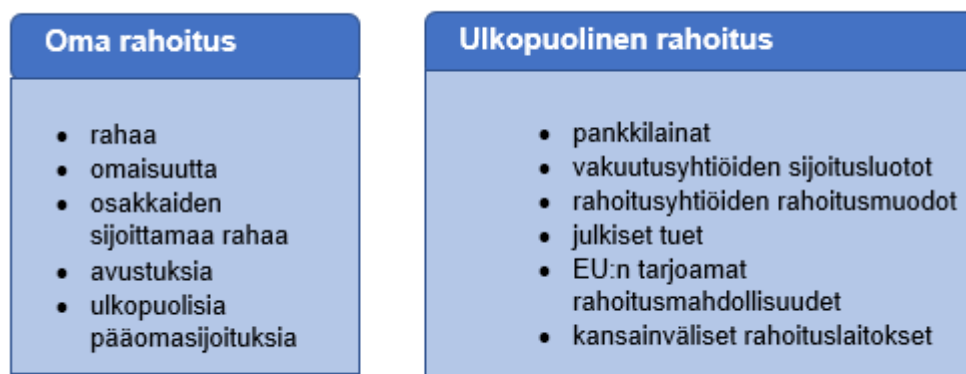 Oma rahoitus
• rahaa
• omaisuutta
• osakkaiden
sijoittamaa rahaa
• avustuksia
• ulkopuolisia
pääomasijoituksia
Ulkopuolinen rahoitus
• pankkilainat
• vakuutusyhtiöiden sijoitusluotot
• rahoitusyhtiöiden rahoitusmuodot
• julkiset tuet
• EU:n tarjoamat
rahoitusmahdollisuudet
• kansainväliset rahoituslaitokset